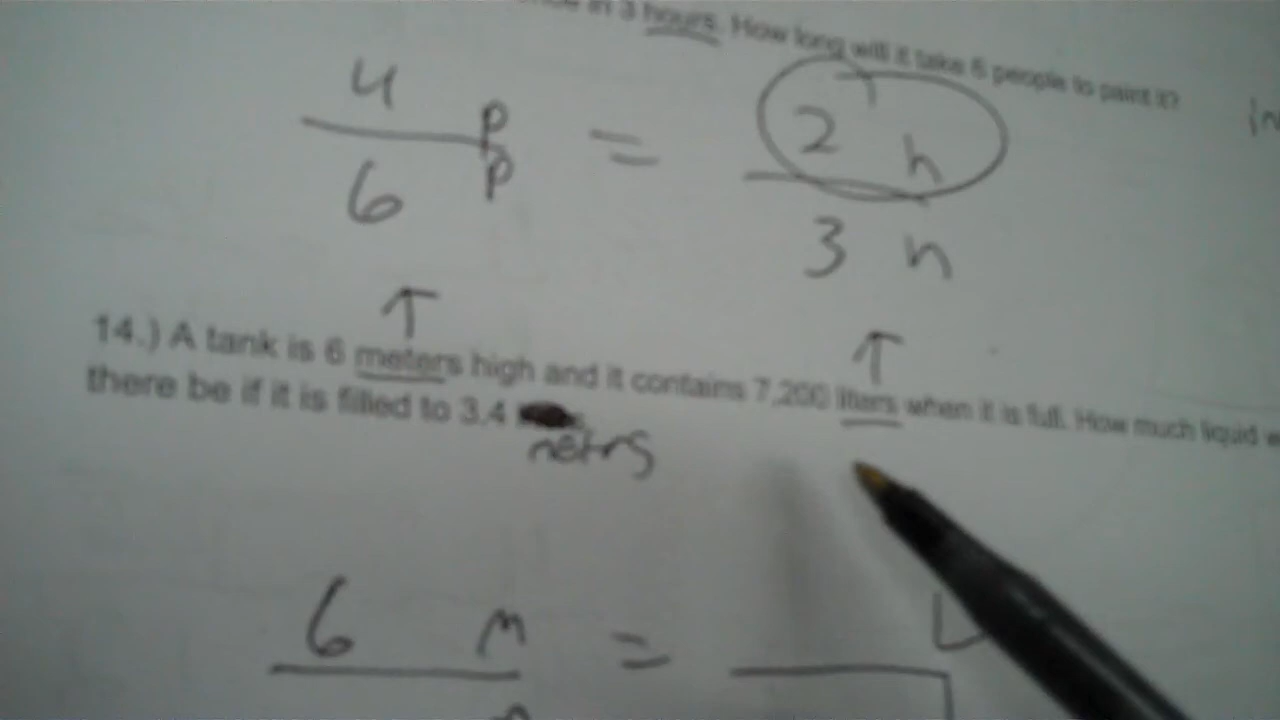 in 3 hours. How long will it take 6 people to paint it?
4 p = 2 h
6 p 3 h
14.) A tank is 6 meters high and it contains 7,200 liters when it is full. How much liquid
there be if it is filled to 3.4
6 m = L